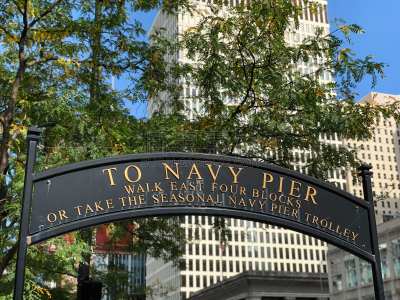 TO NAVY PIER
WALK EAST FOUR BLOCKS
OR TAKE THE SEASONAL NAVY PIER TROLLEY